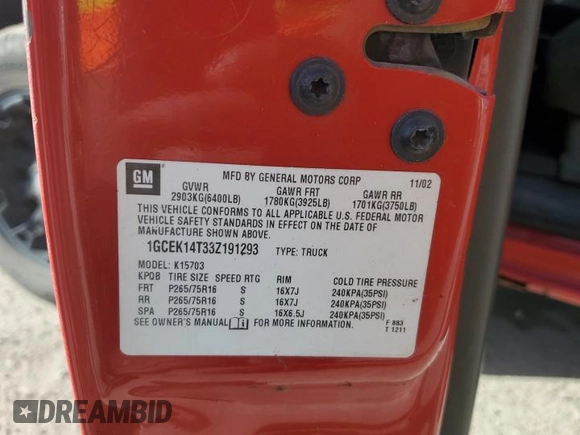 GM
MFD BY GENERAL MOTORS CORP 11/02
GVWR GAWR FRT GAWR RR
2903KG(6400LB) 1780KG(3925LB) 1701KG(3750LB)
THIS VEHICLE CONFORMS TO ALL APPLICABLE U.S. FEDERAL MOTOR
VEHICLE SAFETY STANDARDS IN EFFECT ON THE DATE OF
MANUFACTURE SHOWN ABOVE.
1GCEK14T33Z191293 TYPE: TRUCK
MODEL: K15703
KPQB TIRE SIZE SPEED RTG RIM COLD TIRE PRESSURE
FRT P265/75R16 S 16X7J 240KPA(35PSI)
RR P265/75R16 S 16X7J 240KPA(35PSI)
SPA P265/75R16 S 16X6.5J 240KPA(35PSI)
SEE OWNER'S MANUAL FOR MORE INFORMATION.
F 883
T 1211
DREAMBID